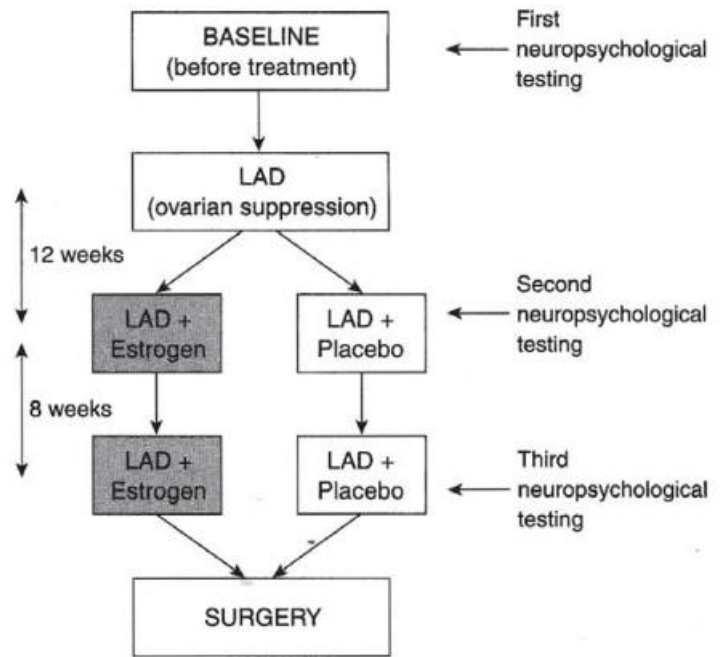 BASELINE
(before treatment)
First
neuropsychological
testing
LAD
(ovarian suppression)
12 weeks
LAD +
Estrogen
LAD +
Placebo
Second
neuropsychological
testing
8 weeks
LAD +
Estrogen
LAD +
Placebo
Third
neuropsychological
testing
SURGERY